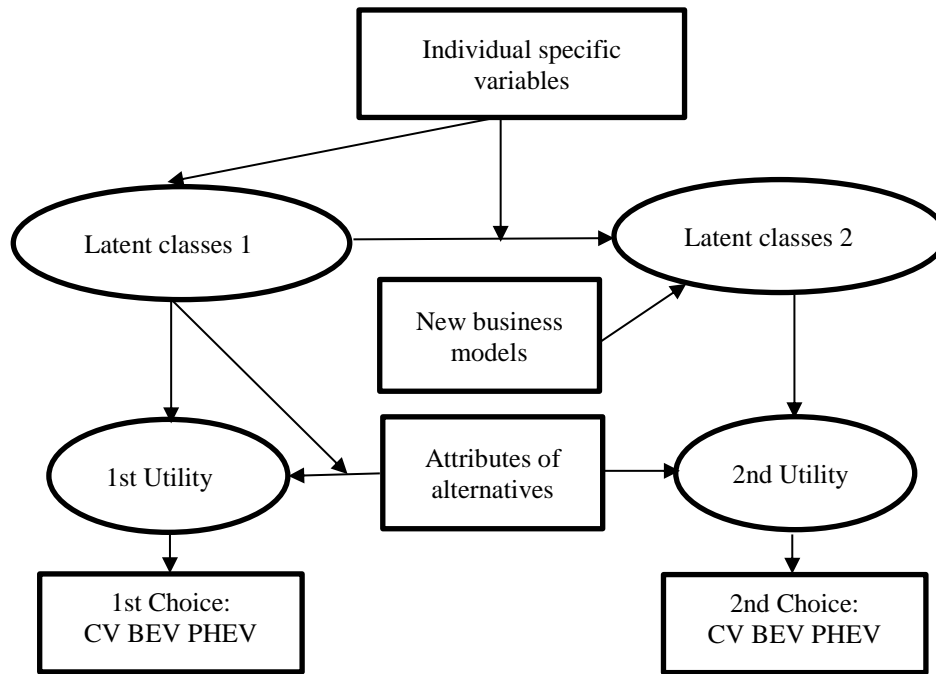 Individual specific
variables
Latent classes 1
Latent classes 2
New business
models
1st Utility
Attributes of
alternatives
2nd Utility
1st Choice:
CV BEV PHEV
2nd Choice:
CV BEV PHEV